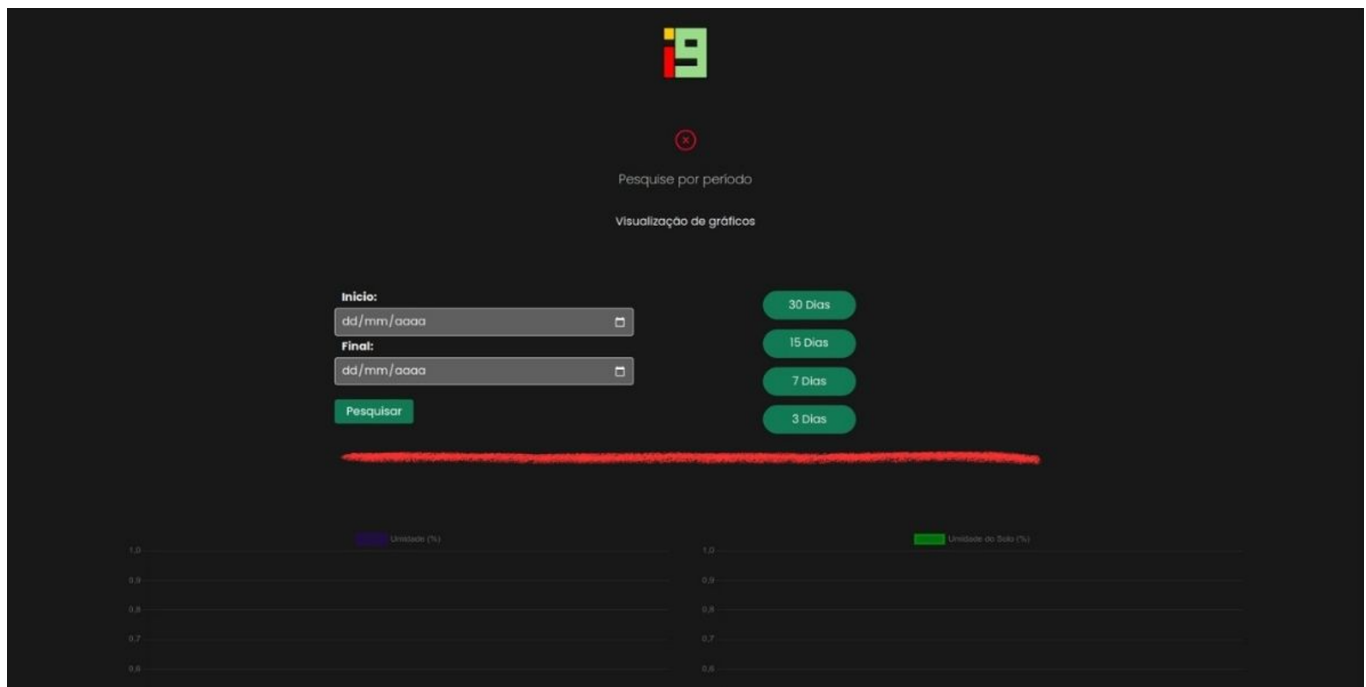 i9
Pesquise por período
Visualização de gráficos
Inicio:
dd/mm/aaaa
Final:
dd/mm/aaaa
Pesquisar
30 Dias
15 Dias
7 Dias
3 Dias
Umidade (%)
1,0
0,9
0,8
0,7
0,6
Umidade do Solo (%)
1,0
0,9
0,8
0,7
0,6